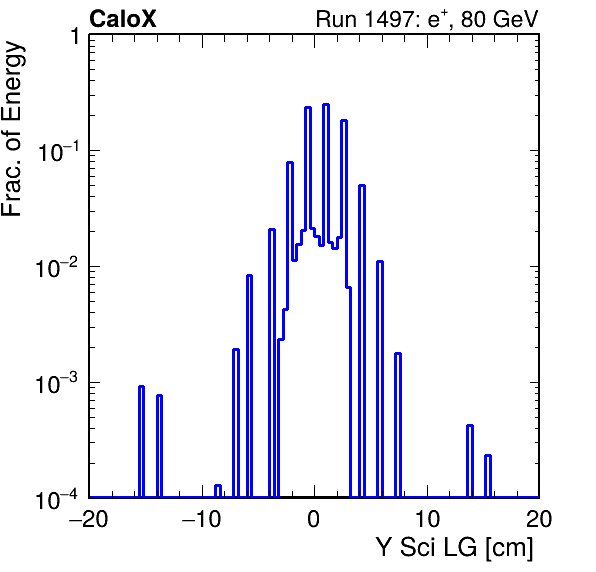 CaloX
Run 1497: e⁺, 80 GeV
Frac. of Energy
1
10⁻¹
10⁻²
10⁻³
10⁻⁴
−20
−10
0
10
20
Y Sci LG [cm]